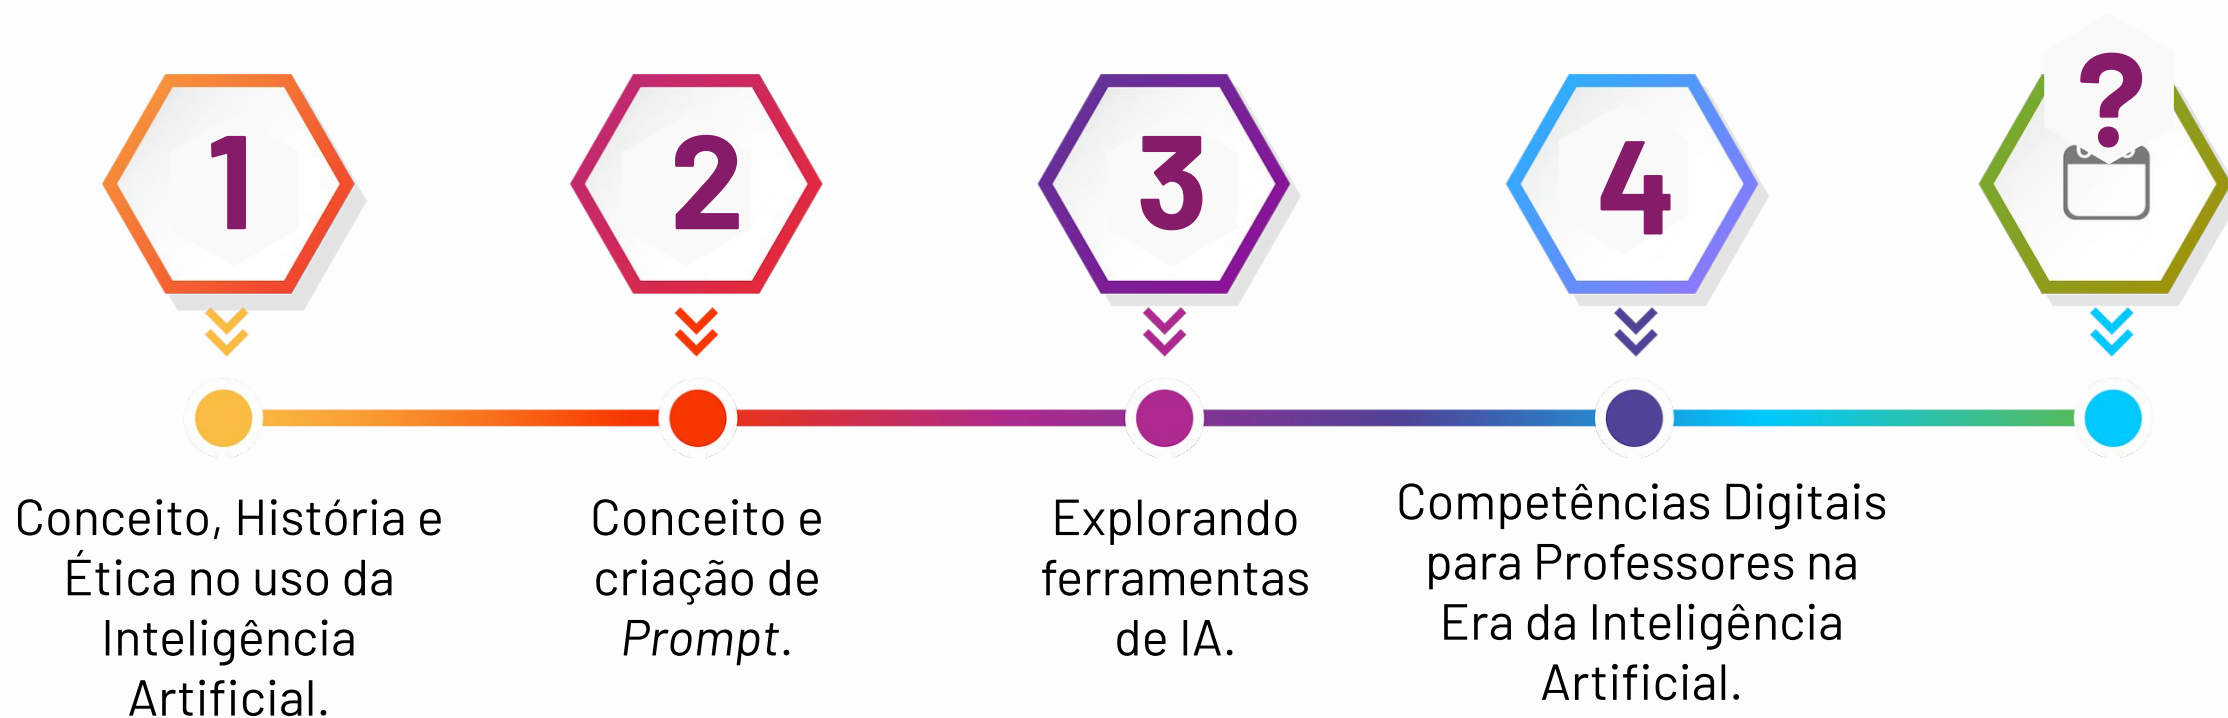 1
2
3
4
?
Conceito, História e
Ética no uso da
Inteligência
Artificial.
Conceito e
criação de
Prompt.
Explorando
ferramentas
de IA.
Competências Digitais
para Professores na
Era da Inteligência
Artificial.